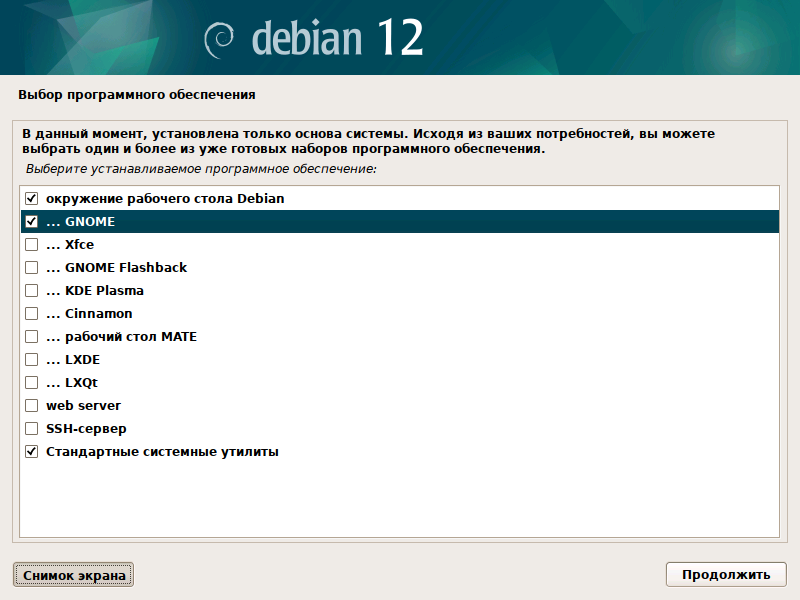 debian 12
Выбор программного обеспечения
В данный момент, установлена только основа системы. Исходя из ваших потребностей, вы можете
выбрать один и более из уже готовых наборов программного обеспечения.
Выберите устанавливаемое программное обеспечение:
окружение рабочего стола Debian
... GNOME
... Xfce
... GNOME Flashback
... KDE Plasma
... Cinnamon
... рабочий стол MATE
... LXDE
... LXQt
web server
SSH-сервер
Стандартные системные утилиты
Снимок экрана
Продолжить